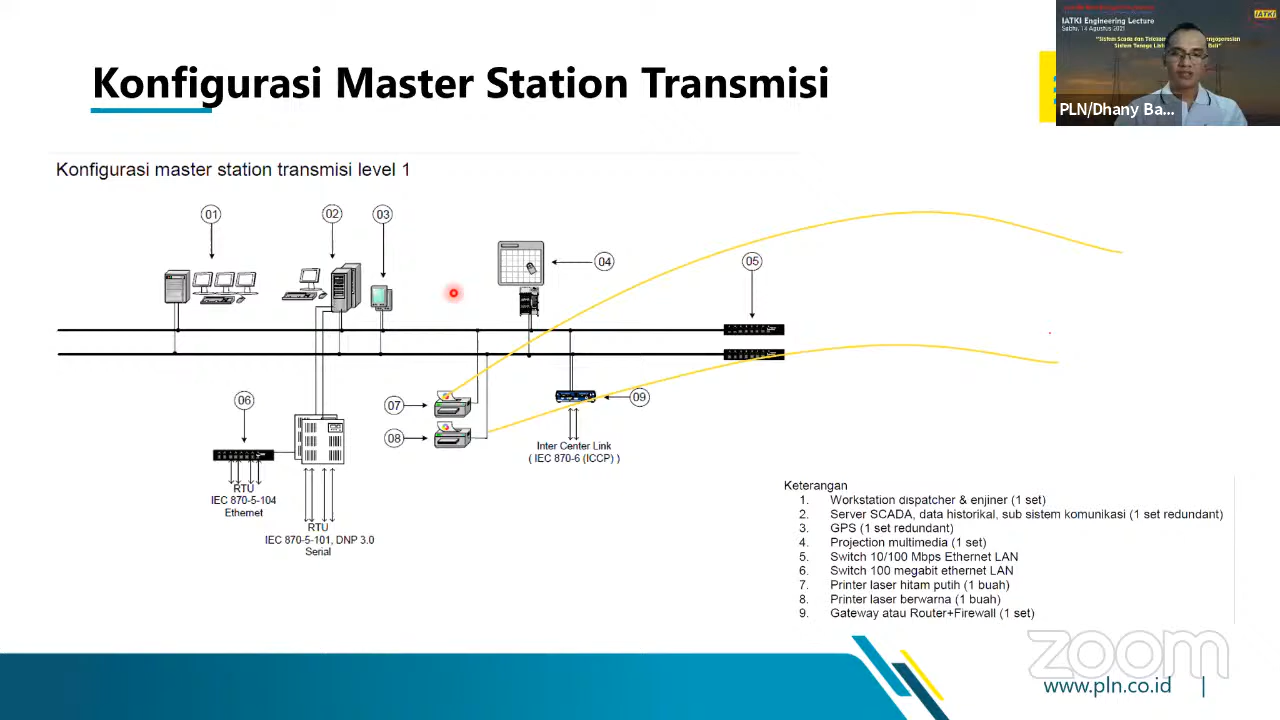 IATKI Engineering Lecture
Sabtu, 14 Agustus 2021
IATKI
PLN/Dhany Ba...
Konfigurasi Master Station Transmisi
Konfigurasi master station transmisi level 1
01
02
03
04
05
06
07
08
09
RTU
IEC 870-5-104
Ethernet
RTU
IEC 870-5-101, DNP 3.0
Serial
Inter Center Link
( IEC 870-6 (ICCP) )
Keterangan
1. Workstation dispatcher & enjiner (1 set)
2. Server SCADA, data historikal, sub sistem komunikasi (1 set redundant)
3. GPS (1 set redundant)
4. Projection multimedia (1 set)
5. Switch 10/100 Mbps Ethernet LAN
6. Switch 100 megabit ethernet LAN
7. Printer laser hitam putih (1 buah)
8. Printer laser berwarna (1 buah)
9. Gateway atau Router+Firewall (1 set)
zoom
www.pln.co.id